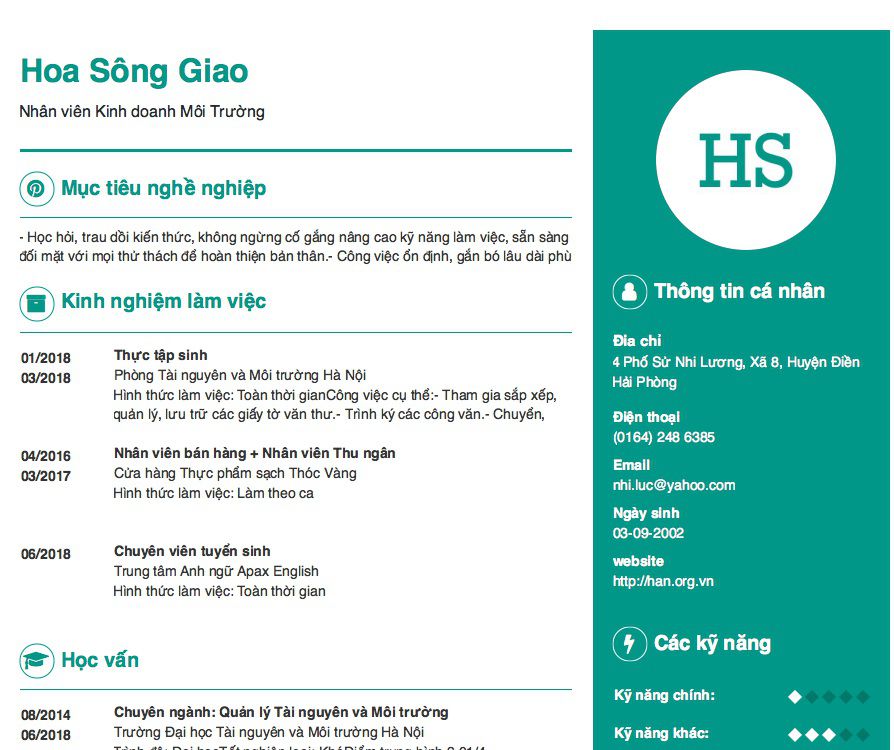 Hoa Sông Giao
Nhân viên Kinh doanh Môi Trường
Mục tiêu nghề nghiệp
- Học hỏi, trau dồi kiến thức, không ngừng cố gắng nâng cao kỹ năng làm việc, sẵn sàng
đối mặt với mọi thử thách để hoàn thiện bản thân.- Công việc ổn định, gắn bó lâu dài phù
Kinh nghiệm làm việc
01/2018 Thực tập sinh
03/2018 Phòng Tài nguyên và Môi trường Hà Nội
Hình thức làm việc: Toàn thời gianCông việc cụ thể:- Tham gia sắp xếp,
quản lý, lưu trữ các giấy tờ văn thư.- Trình ký các công văn.- Chuyển,
04/2016 Nhân viên bán hàng + Nhân viên Thu ngân
03/2017 Cửa hàng Thực phẩm sạch Thóc Vàng
Hình thức làm việc: Làm theo ca
06/2018 Chuyên viên tuyển sinh
Trung tâm Anh ngữ Apax English
Hình thức làm việc: Toàn thời gian
Học vấn
08/2014 Chuyên ngành: Quản lý Tài nguyên và Môi trường
06/2018 Trường Đại học Tài nguyên và Môi trường Hà Nội
HS
Thông tin cá nhân
Địa chỉ
4 Phố Sử Nhi Lương, Xã 8, Huyện Điền
Hải Phòng
Điện thoại
(0164) 248 6385
Email
nhi.luc@yahoo.com
Ngày sinh
03-09-2002
website
http://han.org.vn
Các kỹ năng
Kỹ năng chính:
Kỹ năng khác: